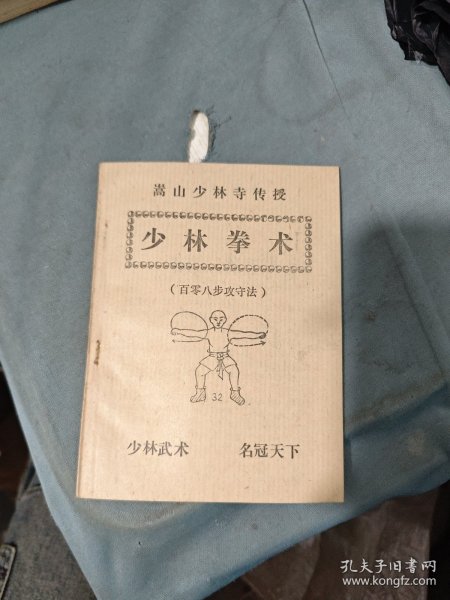 嵩山少林寺传授
少林拳术
（百零八步攻守法）
32
少林武术 名冠天下
孔夫子旧书网
www.kongfz.com